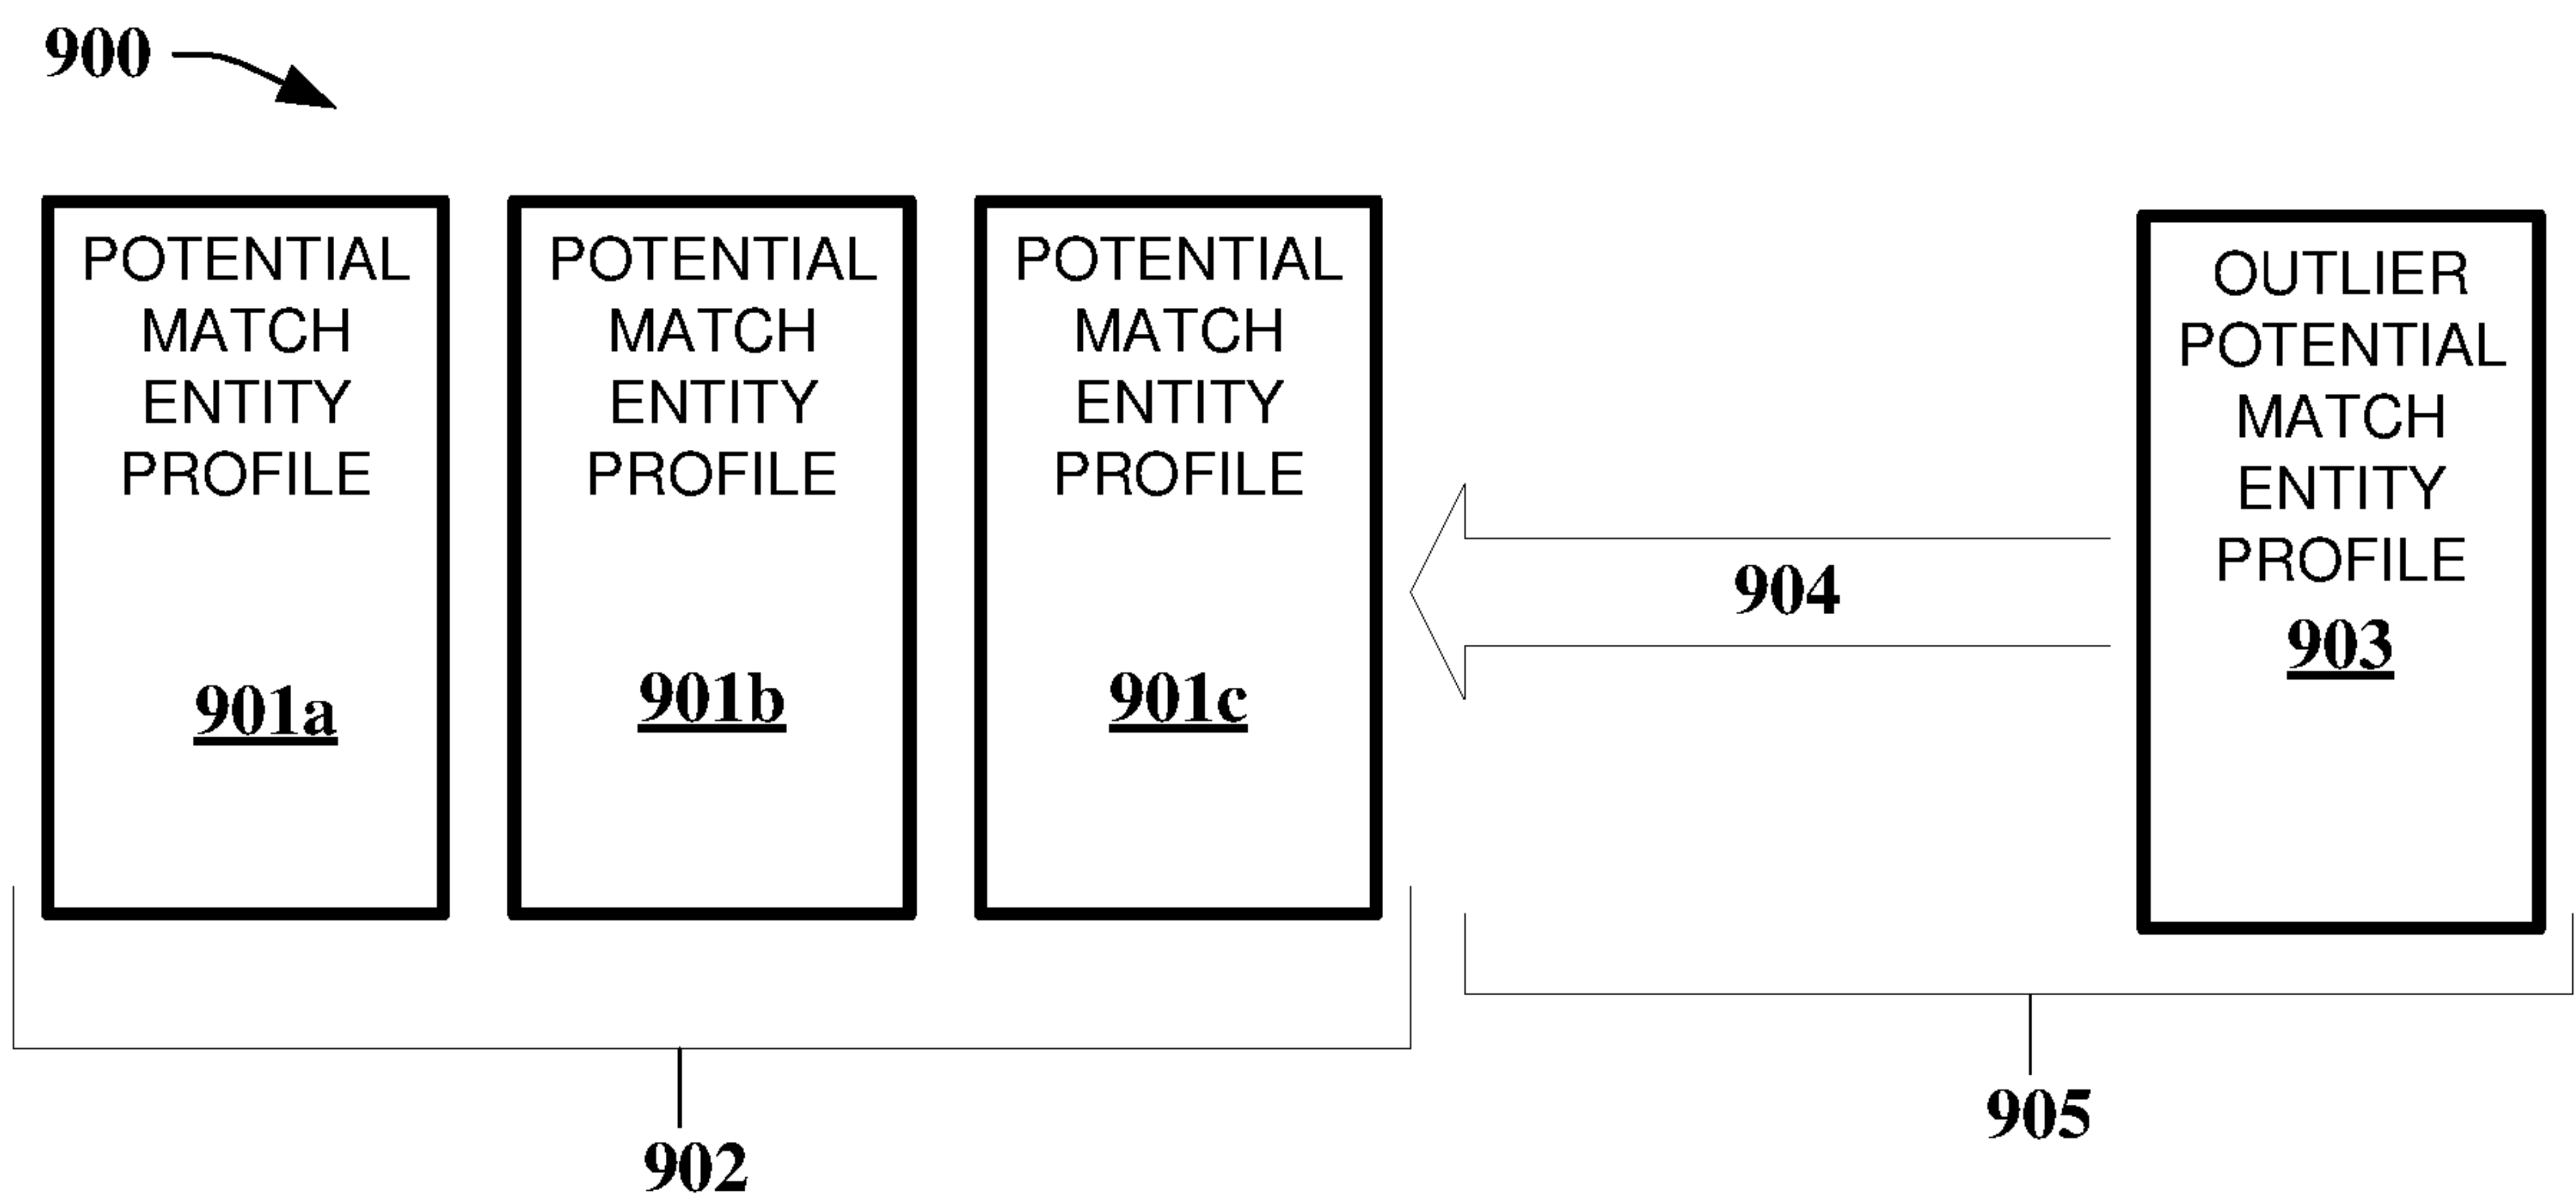 900
POTENTIAL
MATCH
ENTITY
PROFILE
901a
POTENTIAL
MATCH
ENTITY
PROFILE
901b
POTENTIAL
MATCH
ENTITY
PROFILE
901c
904
OUTLIER
POTENTIAL
MATCH
ENTITY
PROFILE
903
902
905